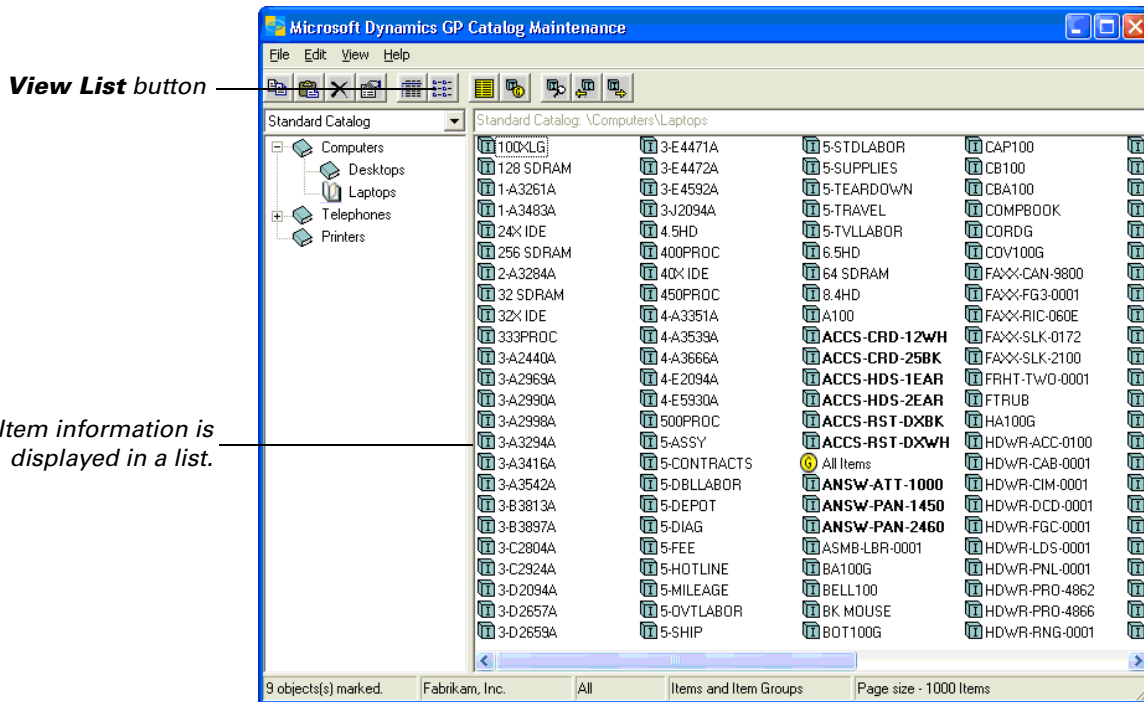 Microsoft Dynamics GP Catalog Maintenance
File Edit View Help
View List button
Standard Catalog
Standard Catalog: \Computers\Laptops
Computers
Desktops
Laptops
Telephones
Printers
100XLG
128 SDRAM
1-A3261A
1-A3483A
24X IDE
256 SDRAM
2-A3284A
32 SDRAM
32X IDE
333PROC
3-A2440A
3-A2969A
3-A2990A
3-A2998A
3-A3294A
3-A3416A
3-A3542A
3-B3813A
3-B3897A
3-C2804A
3-C2924A
3-D2094A
3-D2657A
3-D2659A
3-E4471A
3-E4472A
3-E4592A
3-J2094A
4.5HD
400PROC
40X IDE
450PROC
4-A3351A
4-A3539A
4-A3666A
4-E2094A
4-E5930A
500PROC
5-ASSY
5-CONTRACTS
5-DBLLABOR
5-DEPOT
5-DIAG
5-FEE
5-HOTLINE
5-MILEAGE
5-OVTLABOR
5-SHIP
5-STDLABOR
5-SUPPLIES
5-TEARDOWN
5-TRAVEL
5-TVLLABOR
6.5HD
64 SDRAM
8.4HD
A100
ACCS-CRD-12WH
ACCS-CRD-25BK
ACCS-HDS-1EAR
ACCS-HDS-2EAR
ACCS-RST-DXBK
ACCS-RST-DXWH
All Items
ANSW-ATT-1000
ANSW-PAN-1450
ANSW-PAN-2460
ASMB-LBR-0001
BA100G
BELL100
BK MOUSE
BOT100G
CAP100
CB100
CBA100
COMPBOOK
CORDG
COV100G
FAXX-CAN-9800
FAXX-FG3-0001
FAXX-RIC-060E
FAXX-SLK-0172
FAXX-SLK-2100
FRHT-TWO-0001
FTRUB
HA100G
HDWR-ACC-0100
HDWR-CAB-0001
HDWR-CIM-0001
HDWR-DCD-0001
HDWR-FGC-0001
HDWR-LDS-0001
HDWR-PNL-0001
HDWR-PRO-4862
HDWR-PRO-4866
HDWR-RNG-0001
Item information is
displayed in a list.
9 objects(s) marked. Fabrikam, Inc. All Items and Item Groups Page size - 1000 Items